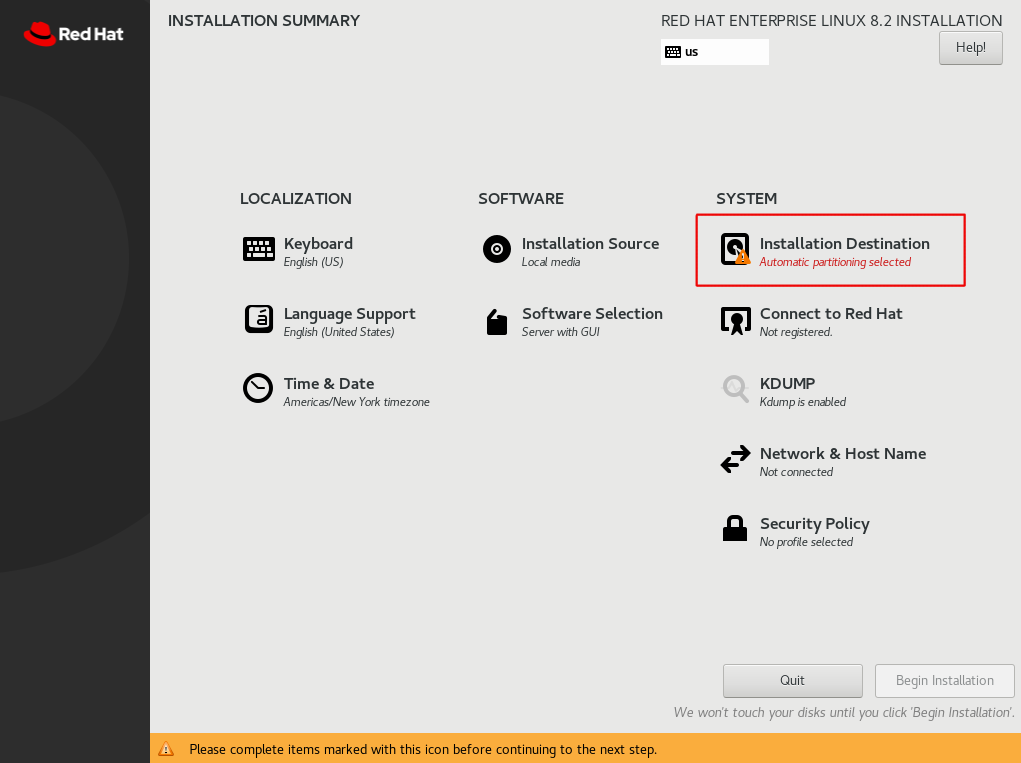 Red Hat
INSTALLATION SUMMARY
RED HAT ENTERPRISE LINUX 8.2 INSTALLATION
us
Help!
LOCALIZATION
Keyboard
English (US)
Language Support
English (United States)
Time & Date
Americas/New York timezone
SOFTWARE
Installation Source
Local media
Software Selection
Server with GUI
SYSTEM
Installation Destination
Automatic partitioning selected
Connect to Red Hat
Not registered.
KDUMP
Kdump is enabled
Network & Host Name
Not connected
Security Policy
No profile selected
Quit
Begin Installation
We won't touch your disks until you click 'Begin Installation'.
Please complete items marked with this icon before continuing to the next step.